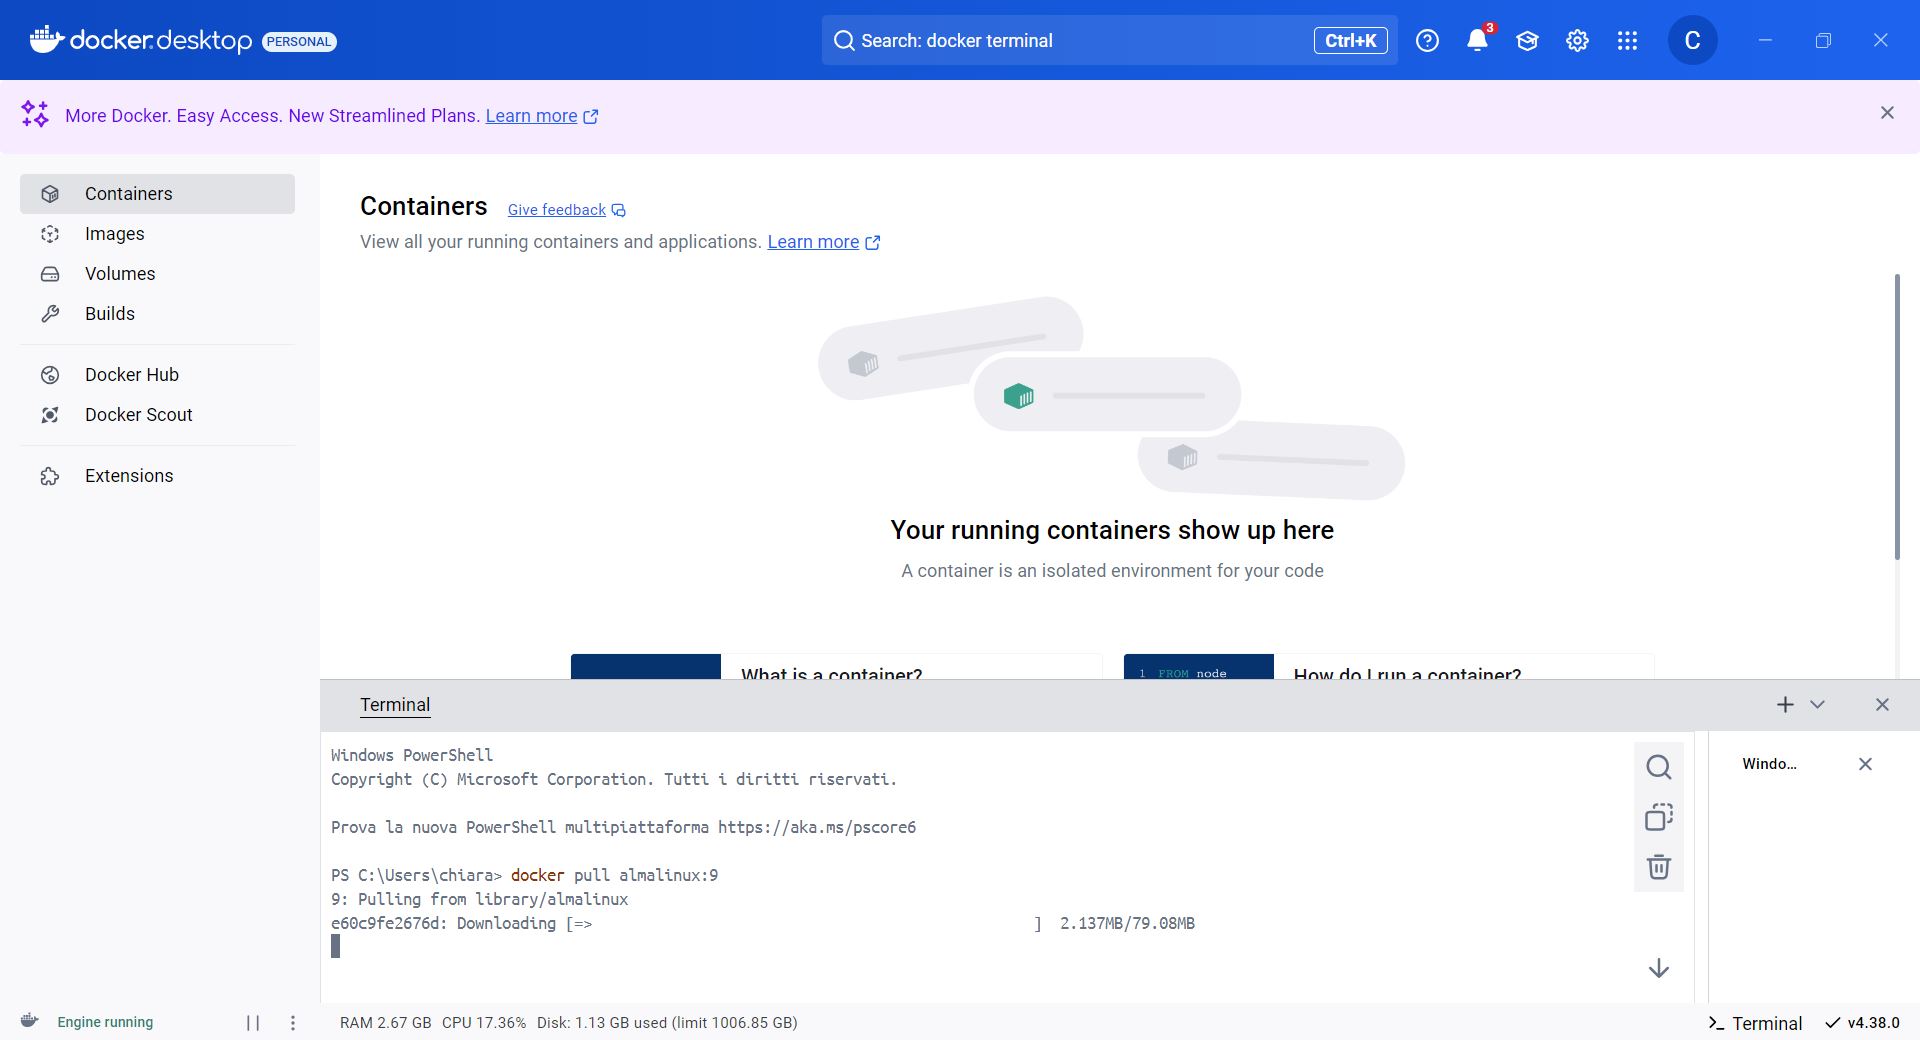 docker.desktop PERSONAL
Search: docker terminal
Ctrl+K
3
C
More Docker. Easy Access. New Streamlined Plans. Learn more
Containers
Images
Volumes
Builds
Docker Hub
Docker Scout
Extensions
Containers Give feedback
View all your running containers and applications. Learn more
Your running containers show up here
A container is an isolated environment for your code
What is a container?
1 FROM node
How do I run a container?
Terminal
Windows PowerShell
Copyright (C) Microsoft Corporation. Tutti i diritti riservati.
Prova la nuova PowerShell multipiattaforma https://aka.ms/pscore6
PS C:\Users\chiara> docker pull almalinux:9
9: Pulling from library/almalinux
e60c9fe2676d: Downloading [=> ] 2.137MB/79.08MB
Windo...
Engine running
RAM 2.67 GB CPU 17.36% Disk: 1.13 GB used (limit 1006.85 GB)
Terminal
v4.38.0